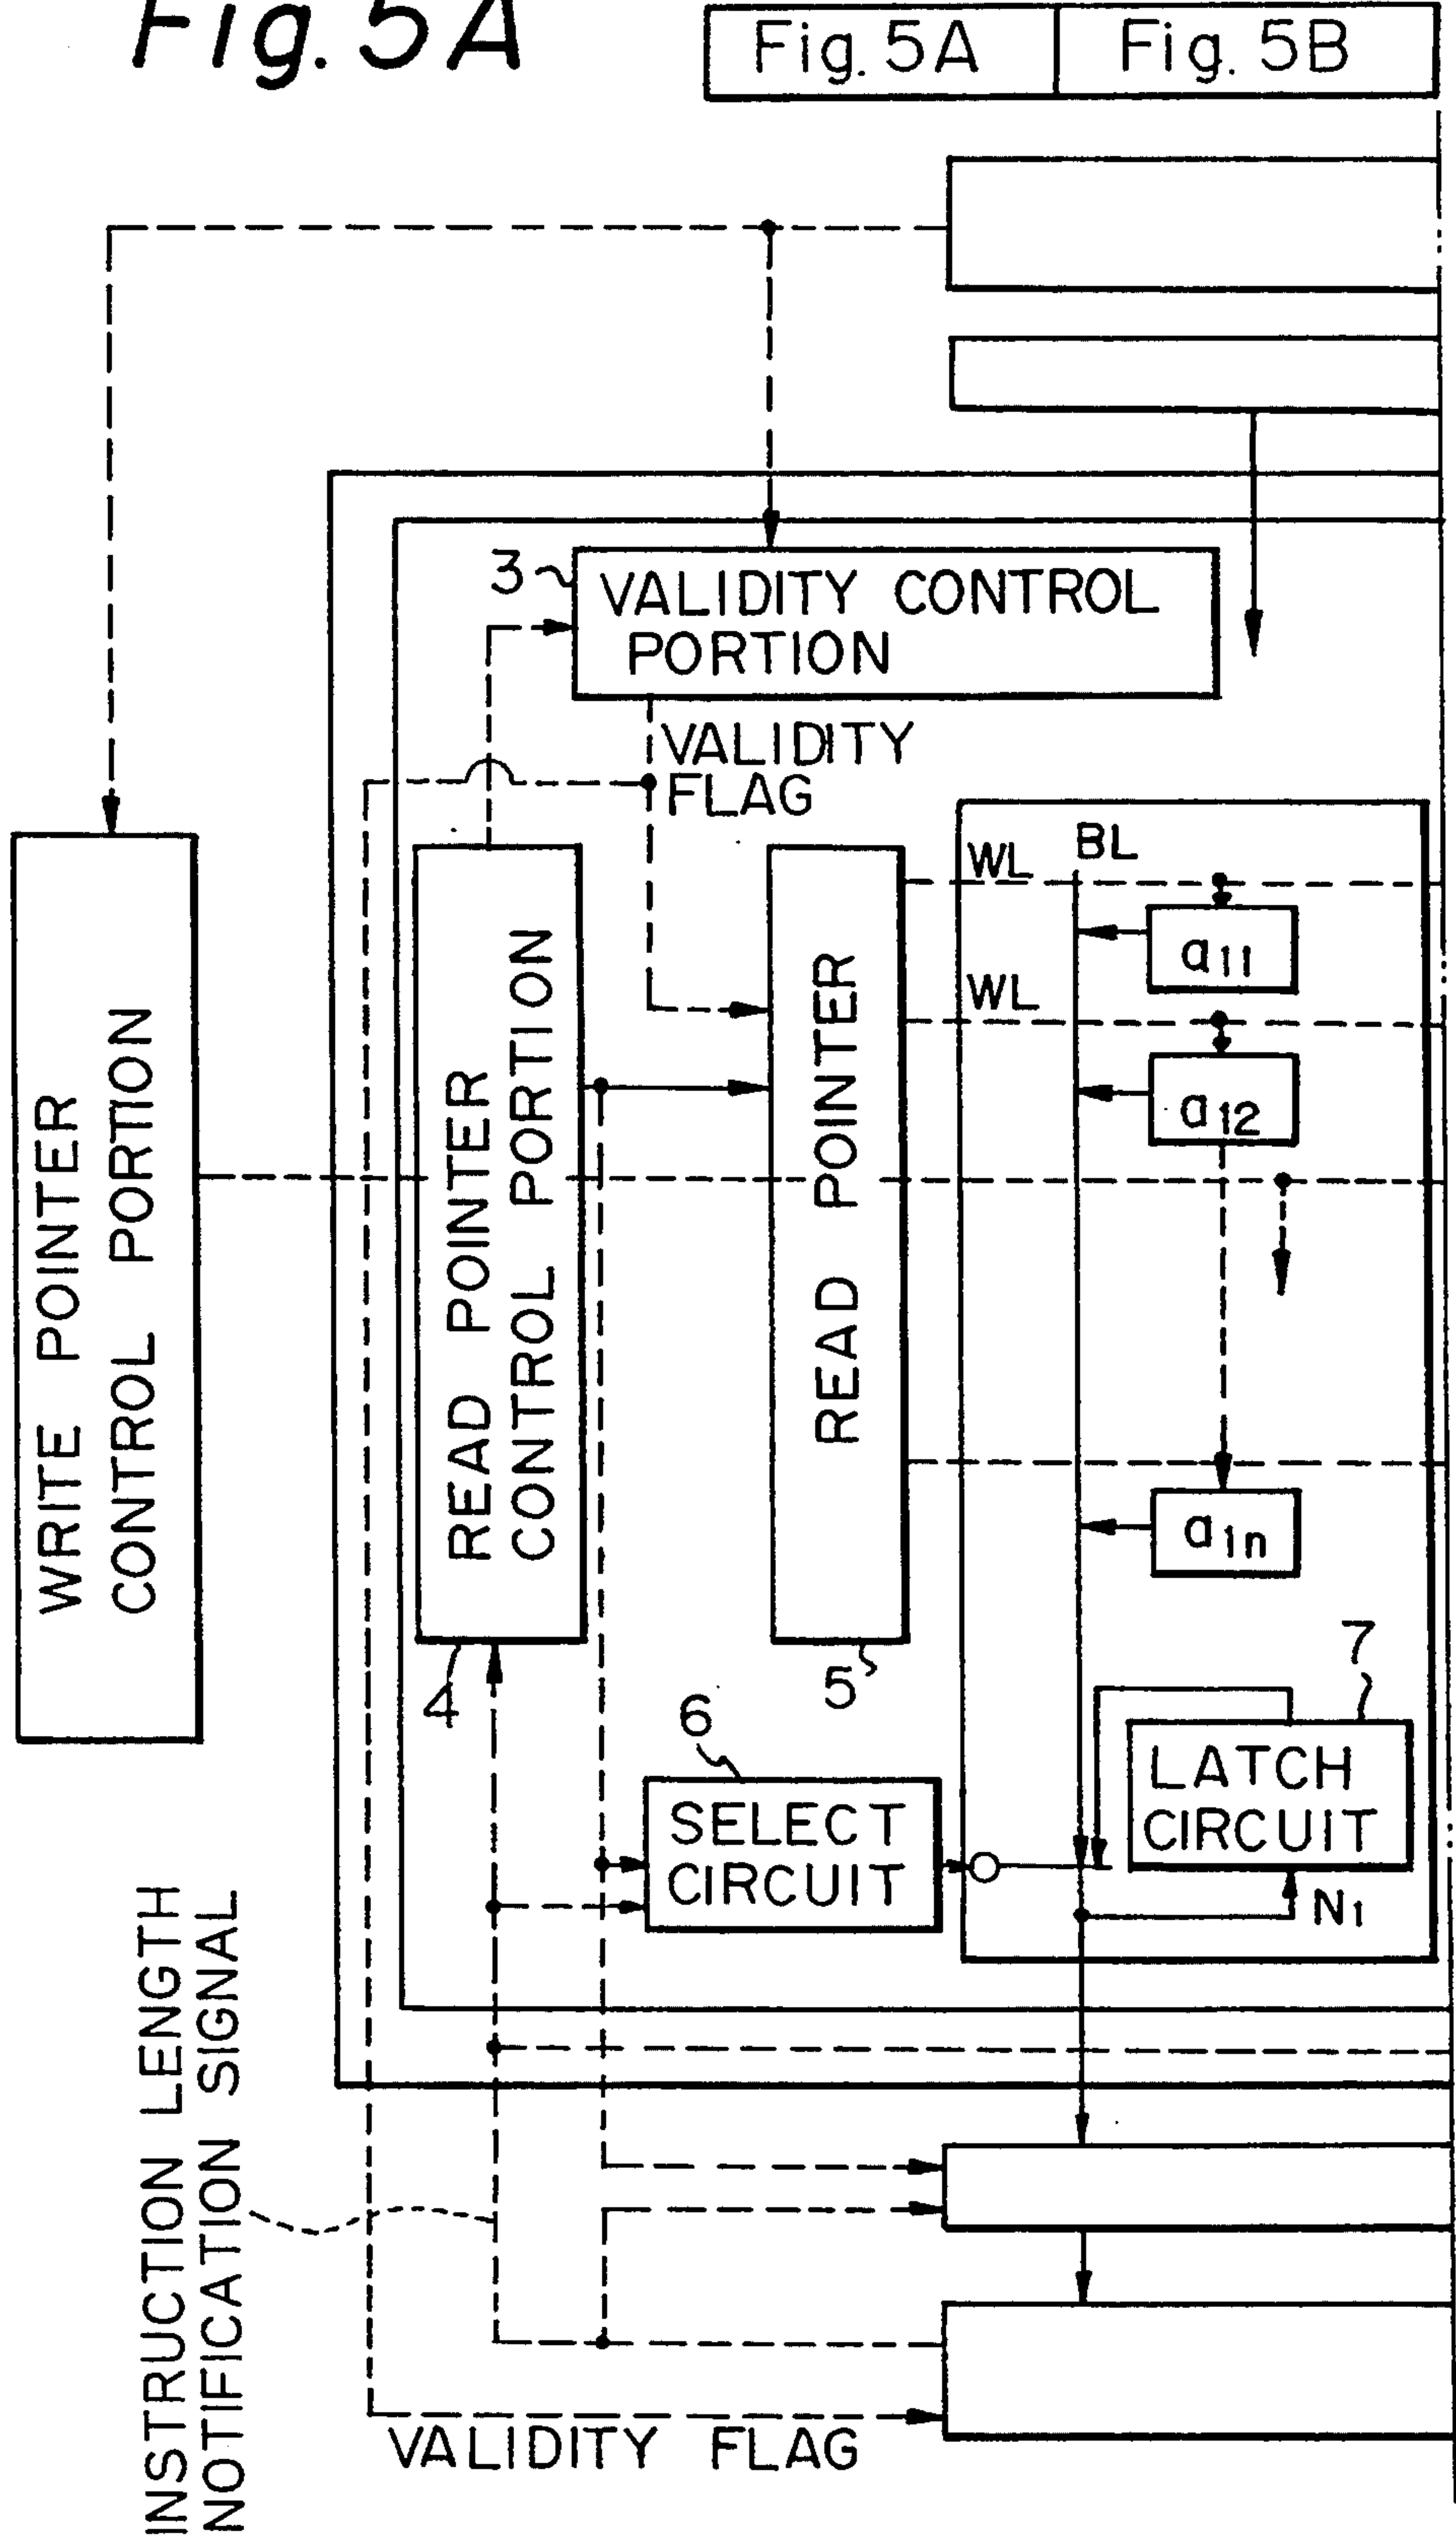 Fig. 5A
Fig. 5A
Fig. 5B
3
VALIDITY CONTROL
PORTION
VALIDITY
FLAG
WRITE POINTER
CONTROL PORTION
READ POINTER
CONTROL PORTION
4
READ POINTER
5
WL
BL
a11
WL
a12
a1n
7
LATCH
CIRCUIT
N1
6
SELECT
CIRCUIT
INSTRUCTION LENGTH
NOTIFICATION SIGNAL
VALIDITY FLAG